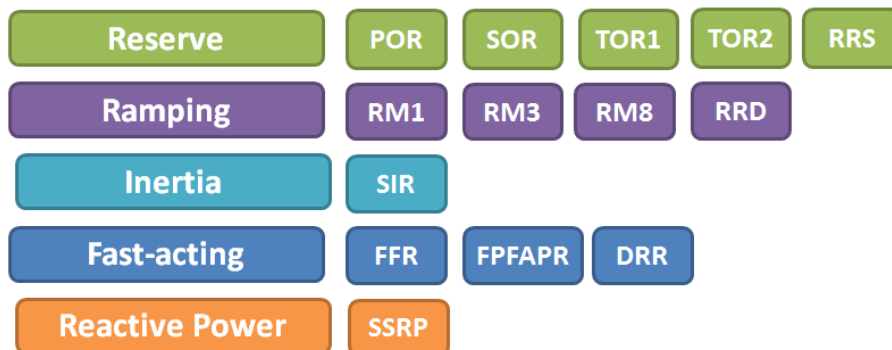 Reserve POR SOR TOR1 TOR2 RRS
Ramping RM1 RM3 RM8 RRD
Inertia SIR
Fast-acting FFR FPFAPR DRR
Reactive Power SSRP